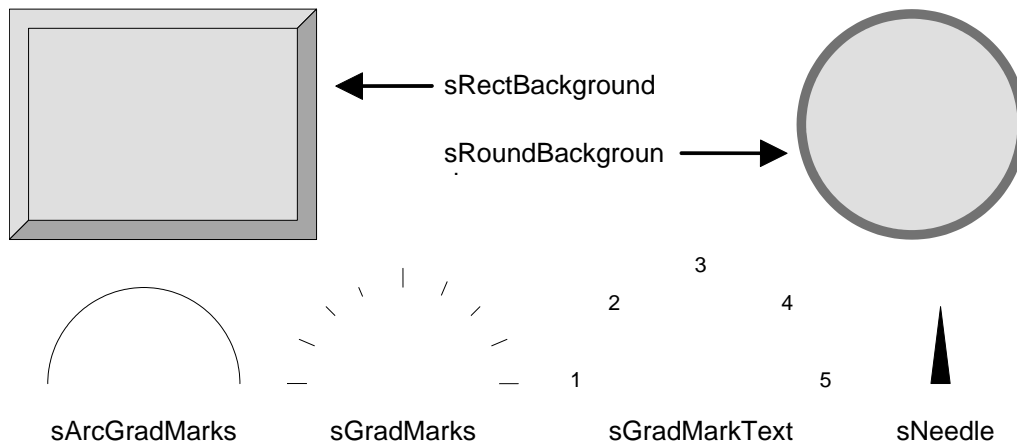 sRectBackground
sRoundBackgroun
3
2
4
1
5
sArcGradMarks
sGradMarks
sGradMarkText
sNeedle